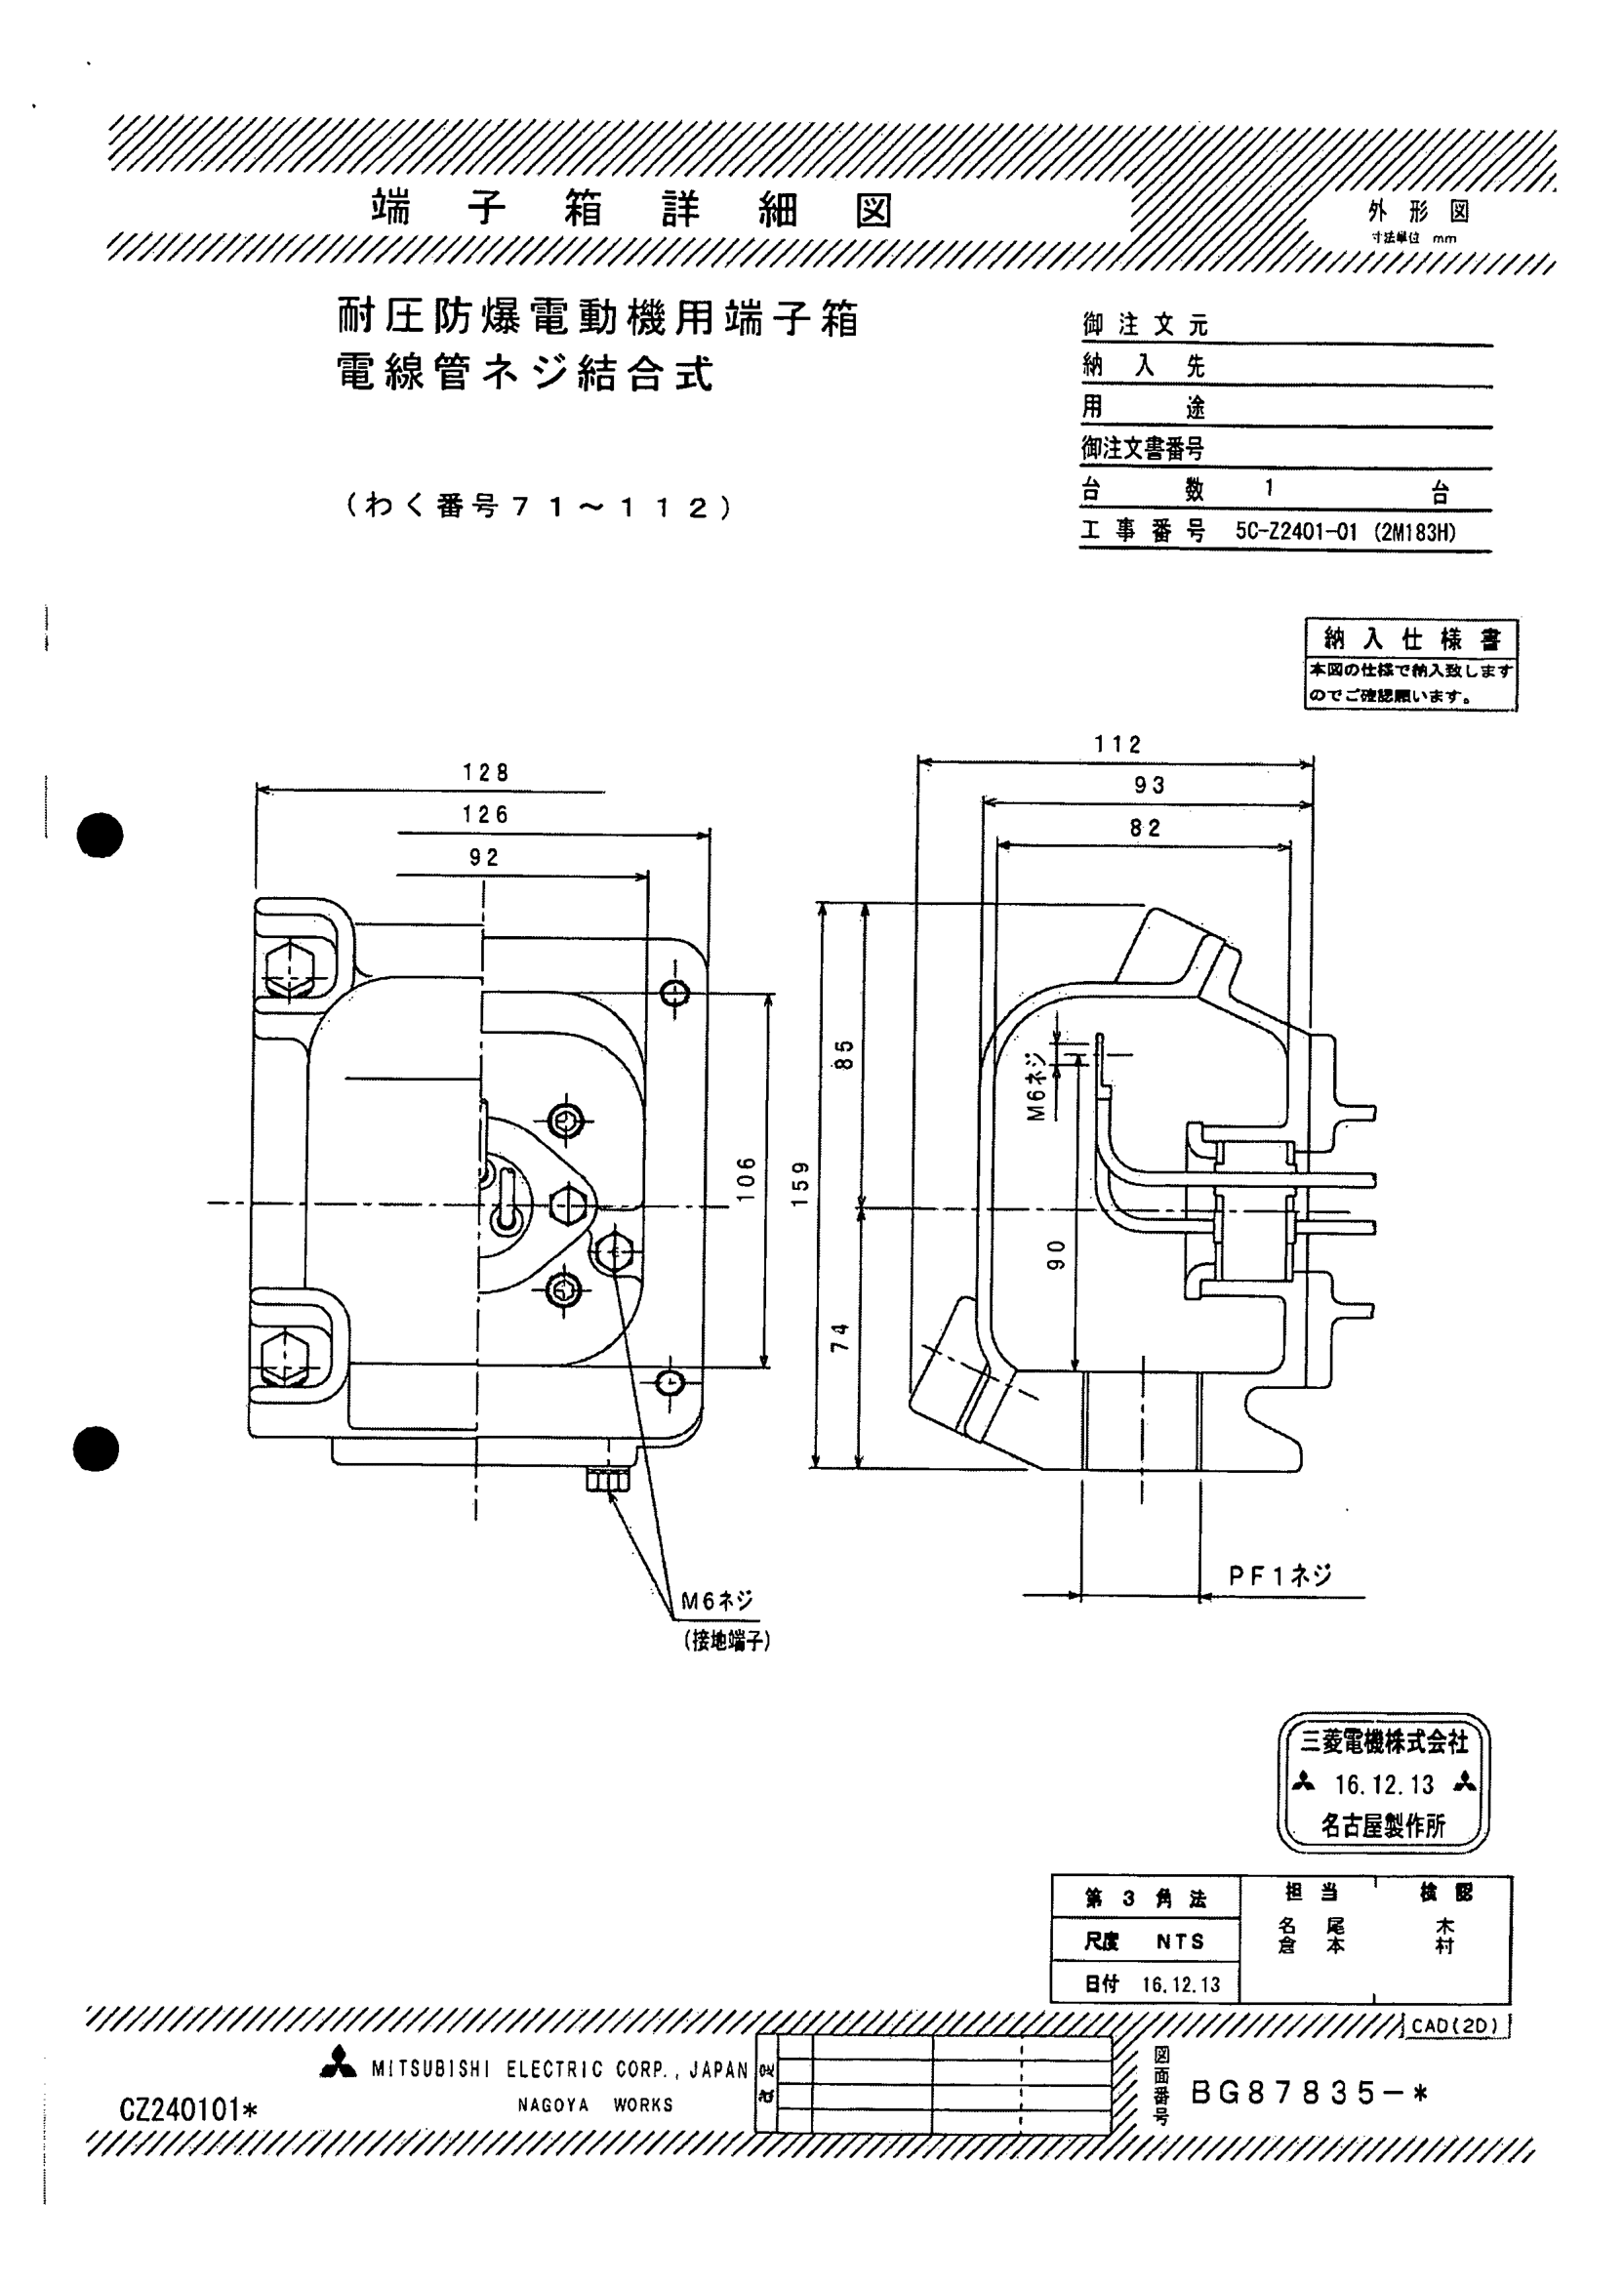 端子箱詳細図
外形図
寸法単位 mm
耐圧防爆電動機用端子箱
電線管ネジ結合式
(わく番号71~112)
御注文元
納入先
用途
御注文書番号
台数 1 台
工事番号 5C-Z2401-01 (2M183H)
納入仕様書
本図の仕様で納入致します
のでご確認願います。
128
126
92
106
M6ネジ
(接地端子)
112
93
82
159
85
74
M6ネジ
90
PF1ネジ
三菱電機株式会社
16.12.13
名古屋製作所
第3角法
尺度 NTS
日付 16.12.13
担当
名倉 尾本
検認
木村
CAD(2D)
MITSUBISHI ELECTRIC CORP., JAPAN
NAGOYA WORKS
CZ240101*
図面番号 BG87835-*